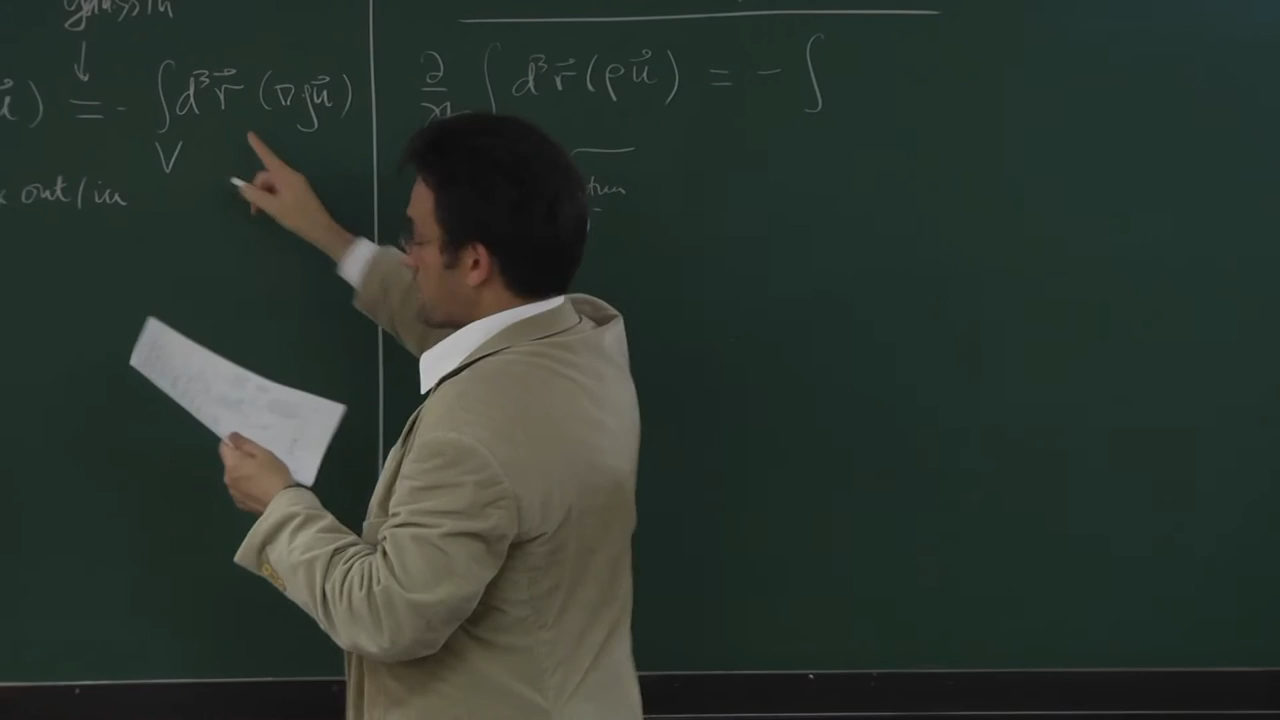 ↓
u⃗) = - ∫ d³r⃗ (∇ρu⃗)
V
out/in
∂/∂t ∫ d³r⃗ (ρu⃗) = - ∫